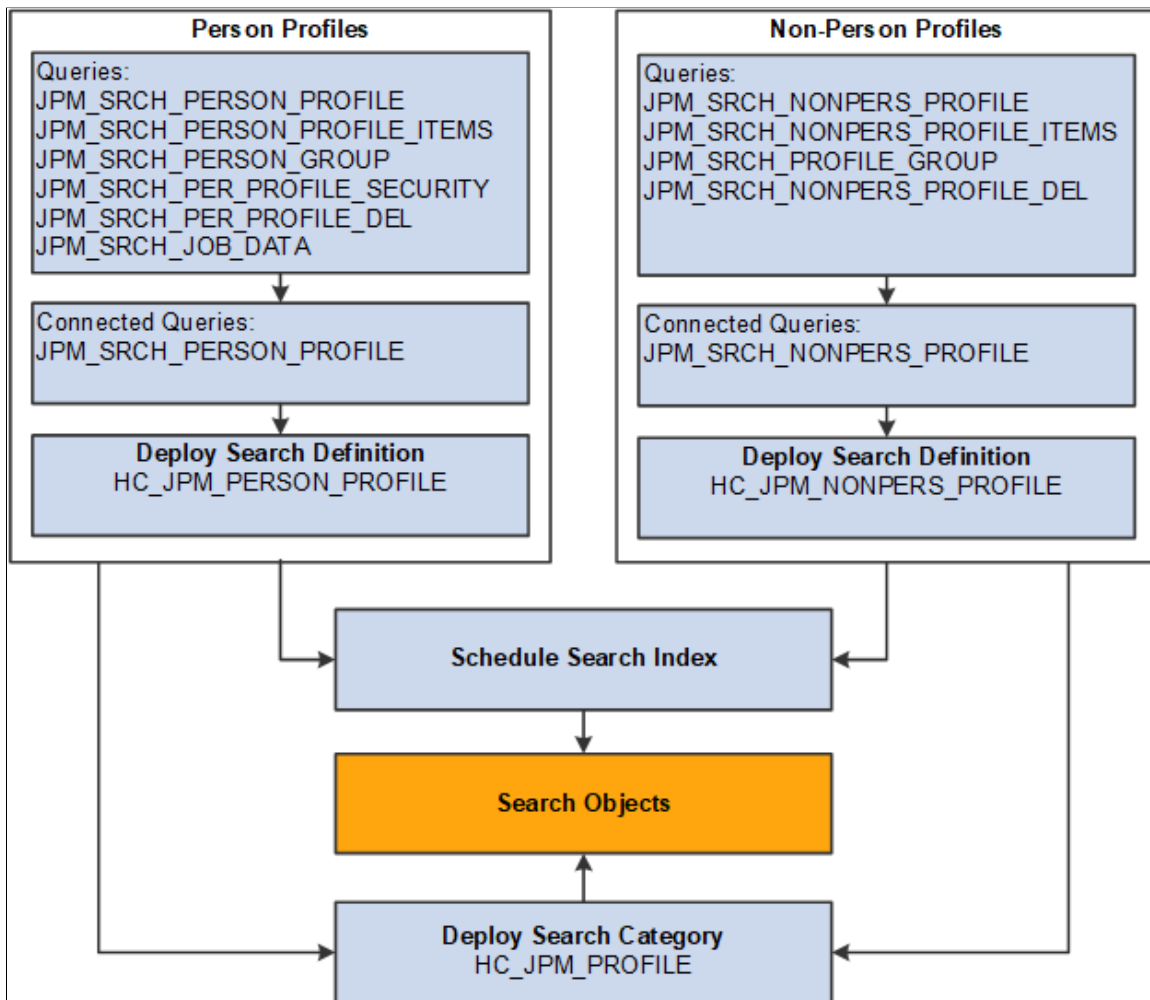 Person Profiles
Queries:
JPM_SRCH_PERSON_PROFILE
JPM_SRCH_PERSON_PROFILE_ITEMS
JPM_SRCH_PERSON_GROUP
JPM_SRCH_PER_PROFILE_SECURITY
JPM_SRCH_PER_PROFILE_DEL
JPM_SRCH_JOB_DATA
Connected Queries:
JPM_SRCH_PERSON_PROFILE
Deploy Search Definition
HC_JPM_PERSON_PROFILE
Non-Person Profiles
Queries:
JPM_SRCH_NONPERS_PROFILE
JPM_SRCH_NONPERS_PROFILE_ITEMS
JPM_SRCH_PROFILE_GROUP
JPM_SRCH_NONPERS_PROFILE_DEL
Connected Queries:
JPM_SRCH_NONPERS_PROFILE
Deploy Search Definition
HC_JPM_NONPERS_PROFILE
Schedule Search Index
Search Objects
Deploy Search Category
HC_JPM_PROFILE